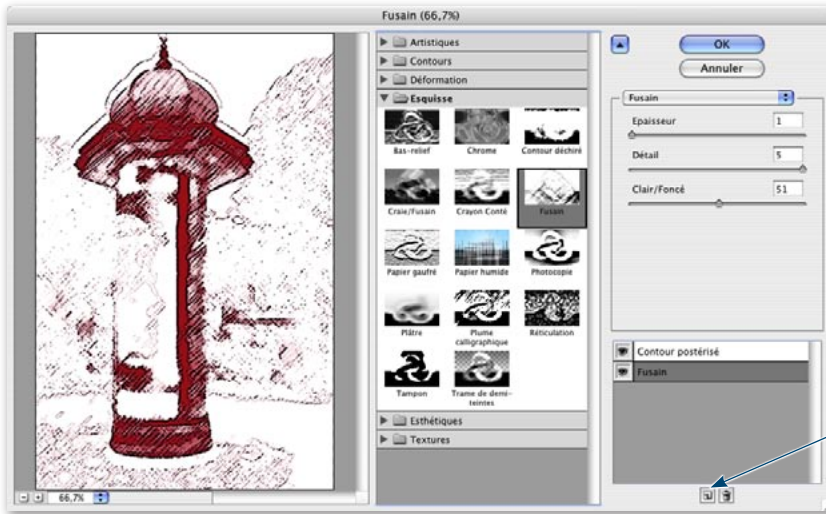 Fusain (66,7%)
Artistiques
Contours
Déformation
Esquisse
Bas-relief
Chrome
Contour déchiré
Craie/Fusain
Crayon Conté
Fusain
Papier gaufré
Papier humide
Photocopie
Plâtre
Plume calligraphique
Réticulation
Tampon
Trame de demi-teintes
Esthétiques
Textures
66,7%
OK
Annuler
Fusain
Epaisseur
1
Détail
5
Clair/Foncé
51
Contour postérisé
Fusain